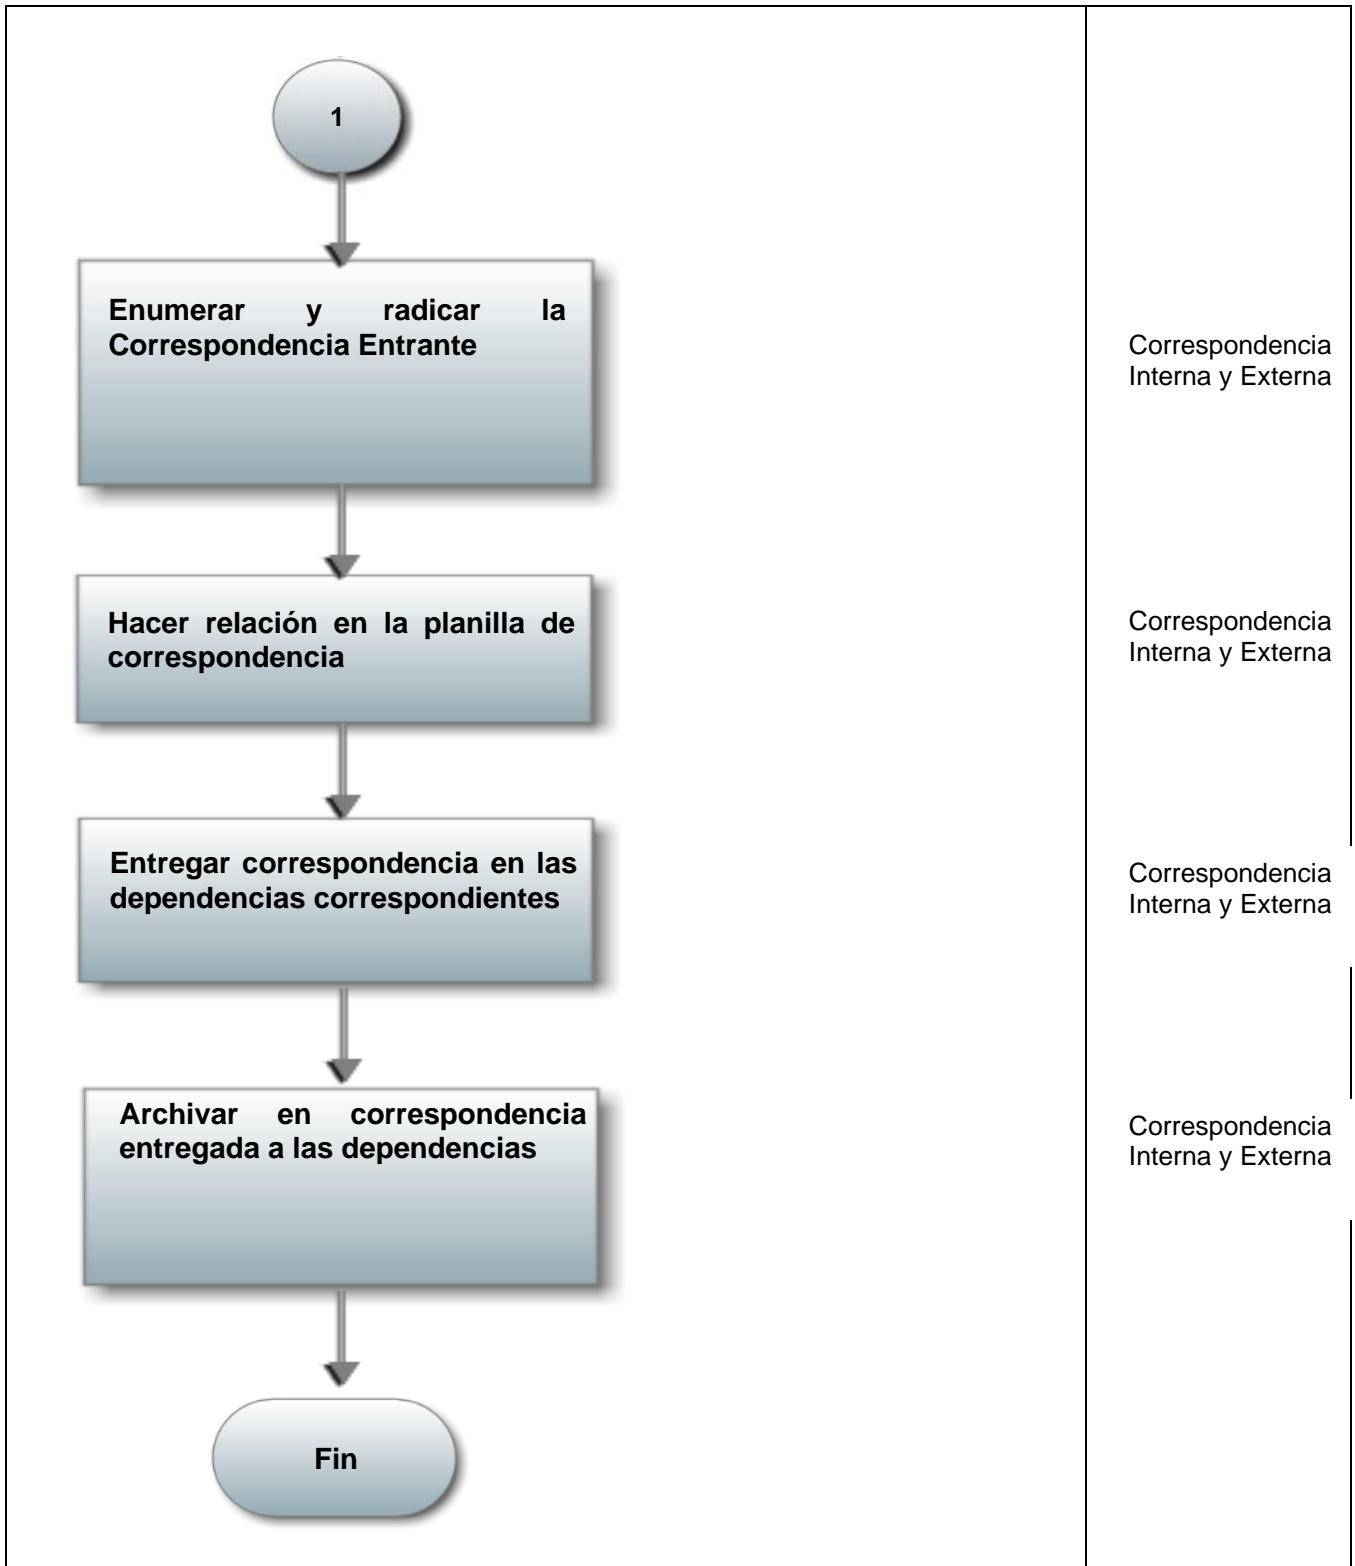 1
Enumerar y radicar la
Correspondencia Entrante
Correspondencia
Interna y Externa
Hacer relación en la planilla de
correspondencia
Correspondencia
Interna y Externa
Entregar correspondencia en las
dependencias correspondientes
Correspondencia
Interna y Externa
Archivar en correspondencia
entregada a las dependencias
Correspondencia
Interna y Externa
Fin